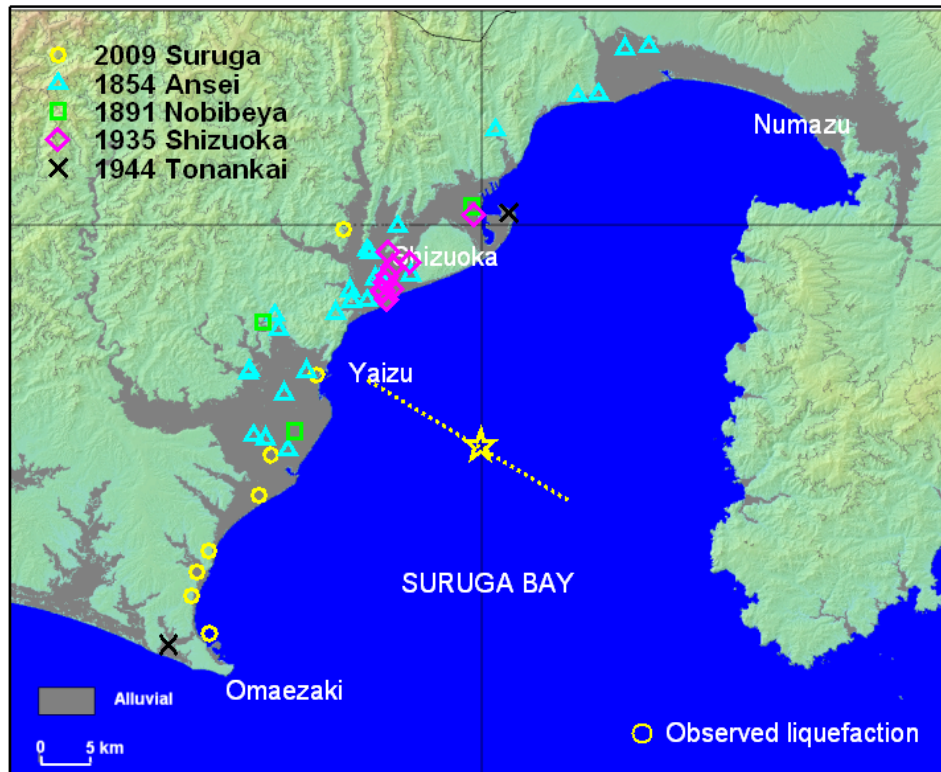 2009 Suruga
1854 Ansei
1891 Nobibeya
1935 Shizuoka
1944 Tonankai
Numazu
Shizuoka
Yaizu
SURUGA BAY
Omaezaki
Alluvial
0 5 km
Observed liquefaction